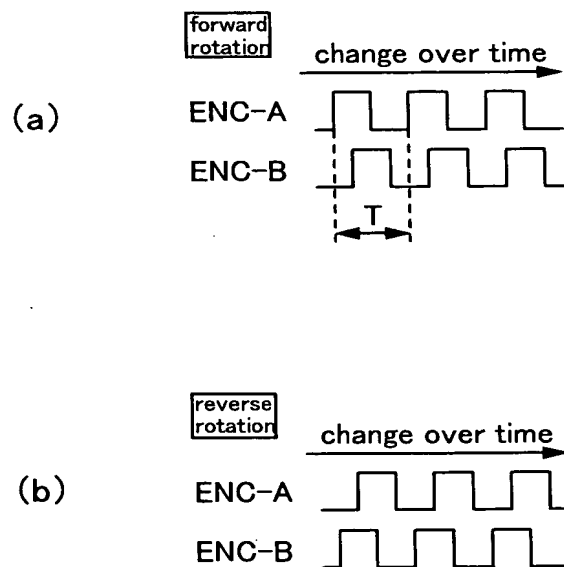 forward
rotation
change over time
(a)
ENC-A
ENC-B
T
reverse
rotation
change over time
(b)
ENC-A
ENC-B